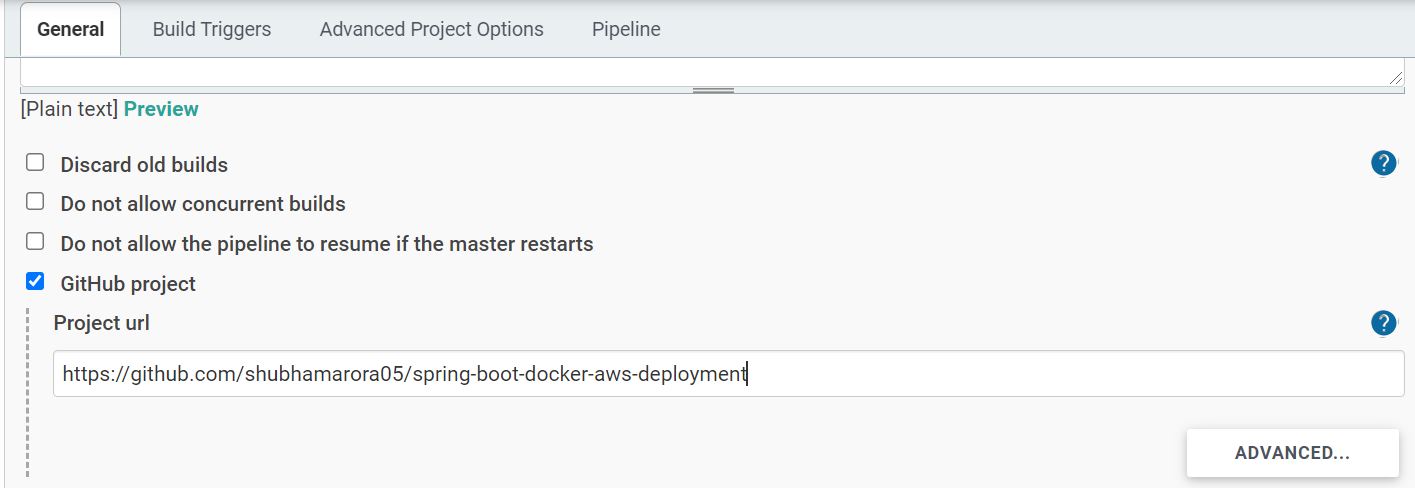 General Build Triggers Advanced Project Options Pipeline
[Plain text] Preview
Discard old builds
?
Do not allow concurrent builds
Do not allow the pipeline to resume if the master restarts
GitHub project
Project url
?
https://github.com/shubhamarora05/spring-boot-docker-aws-deployment
ADVANCED...